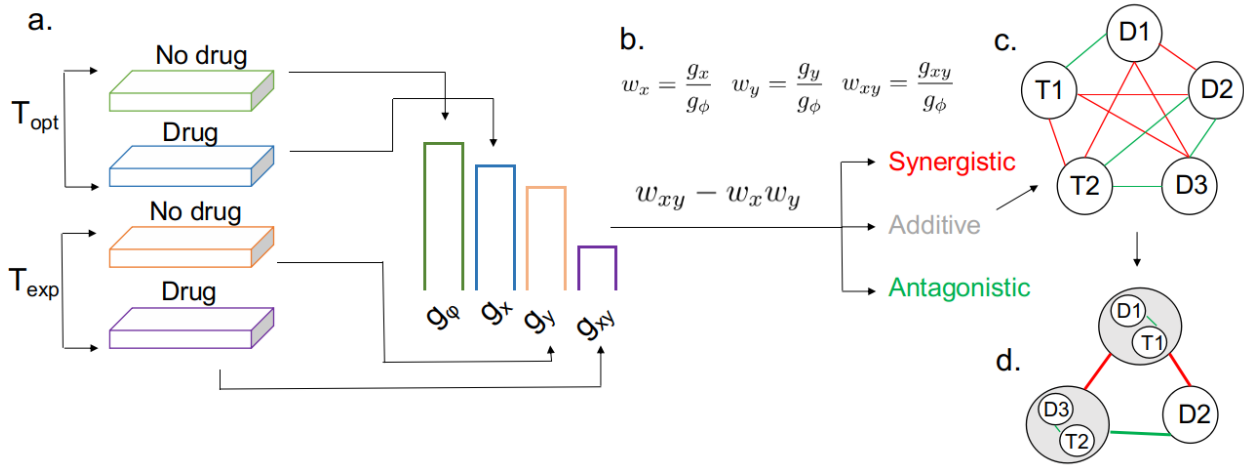 a.
No drug
T_opt
Drug
No drug
T_exp
Drug
g_φ g_x g_y g_xy
b.
w_x = g_x / g_ϕ w_y = g_y / g_ϕ w_xy = g_xy / g_ϕ
w_xy − w_x w_y
Synergistic
Additive
Antagonistic
c.
D1
T1
D2
T2
D3
d.
D1
T1
D3
T2
D2